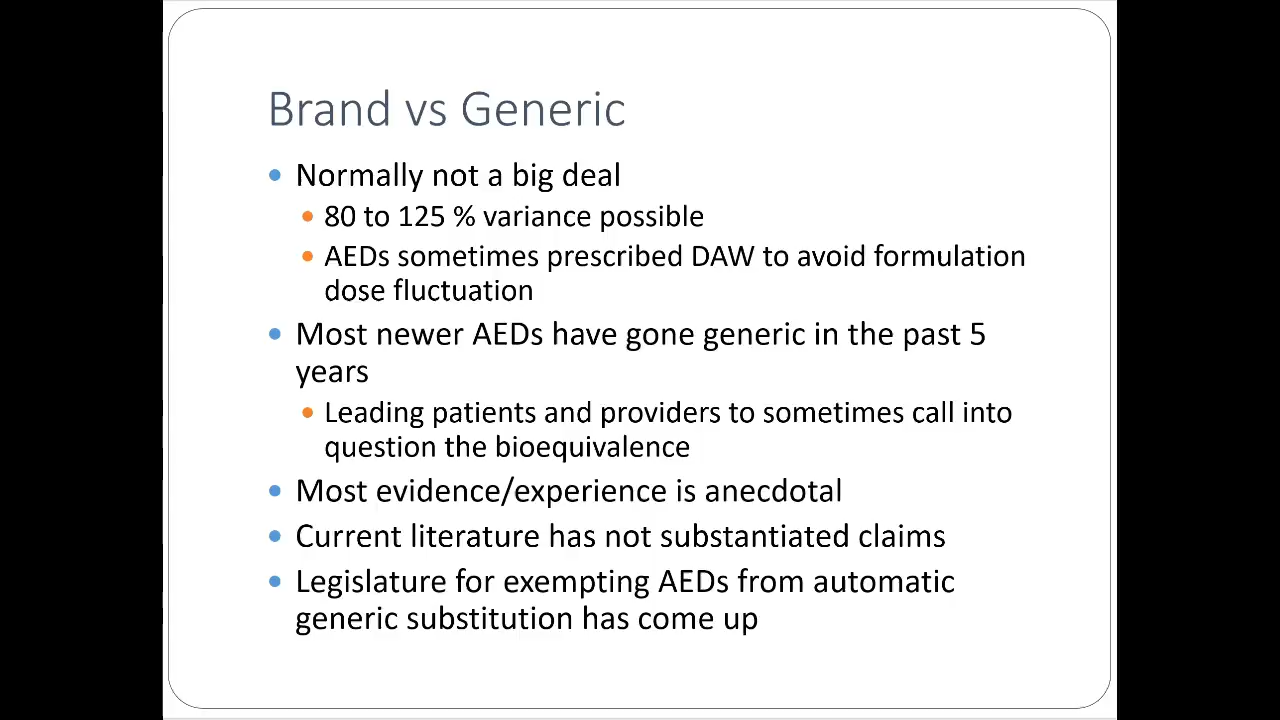 Brand vs Generic
• Normally not a big deal
• 80 to 125 % variance possible
• AEDs sometimes prescribed DAW to avoid formulation
dose fluctuation
• Most newer AEDs have gone generic in the past 5
years
• Leading patients and providers to sometimes call into
question the bioequivalence
• Most evidence/experience is anecdotal
• Current literature has not substantiated claims
• Legislature for exempting AEDs from automatic
generic substitution has come up